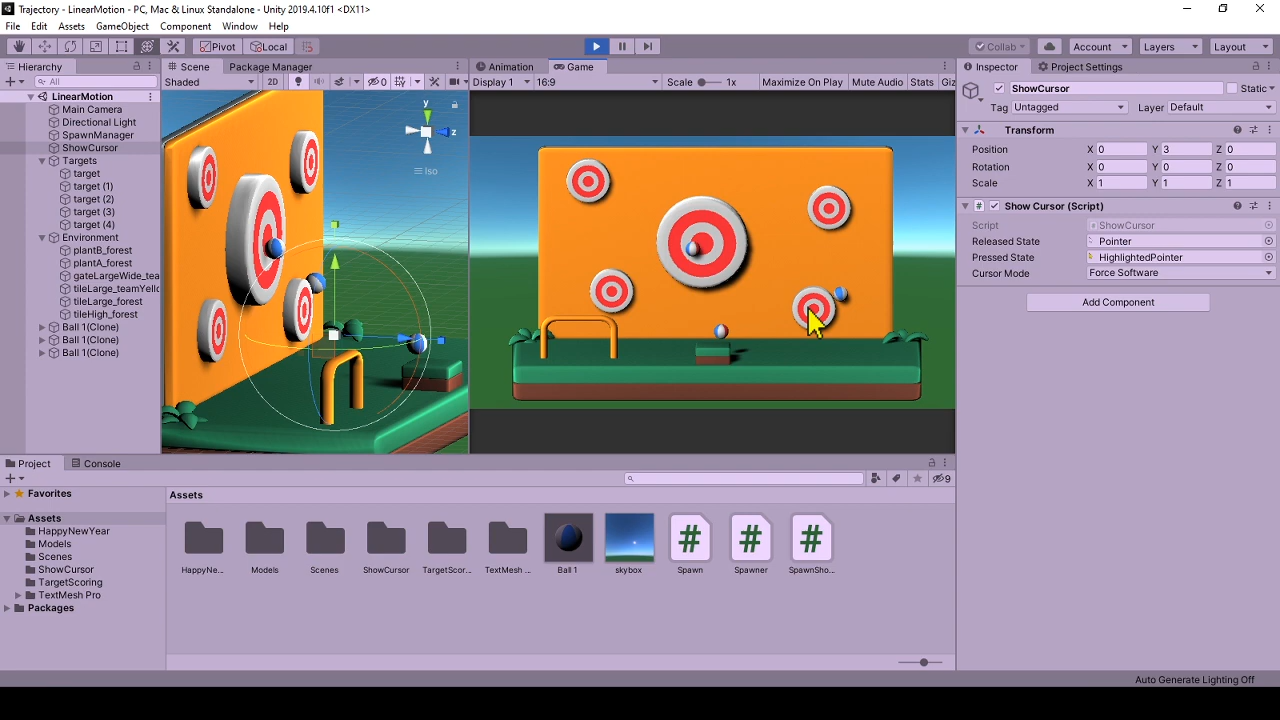 Trajectory - LinearMotion - PC, Mac & Linux Standalone - Unity 2019.4.10f1 <DX11>
File Edit Assets GameObject Component Window Help
Pivot Local Collab Account Layers Layout
Hierarchy Scene Package Manager Animation Game Inspector Project Settings
All Shaded 2D 0 Display 1 16:9 Scale 1x Maximize On Play Mute Audio Stats Giz
ShowCursor Static
Tag Untagged Layer Default
LinearMotion
Main Camera
Directional Light
SpawnManager
ShowCursor
Targets
target
target (1)
target (2)
target (3)
target (4)
Environment
plantB_forest
plantA_forest
gateLargeWide_tea
tileLarge_teamYello
tileLarge_forest
tileHigh_forest
Ball 1(Clone)
Ball 1(Clone)
Ball 1(Clone)
y
z
Iso
Transform
Position X 0 Y 3 Z 0
Rotation X 0 Y 0 Z 0
Scale X 1 Y 1 Z 1
# Show Cursor (Script)
Script ShowCursor
Released State Pointer
Pressed State HighlightedPointer
Cursor Mode Force Software
Add Component
Project Console
9
Favorites
Assets
HappyNewYear
Models
Scenes
ShowCursor
TargetScoring
TextMesh Pro
Packages
Assets
# # #
HappyNe... Models Scenes ShowCursor TargetScor... TextMesh ... Ball 1 skybox Spawn Spawner SpawnSho...
Auto Generate Lighting Off